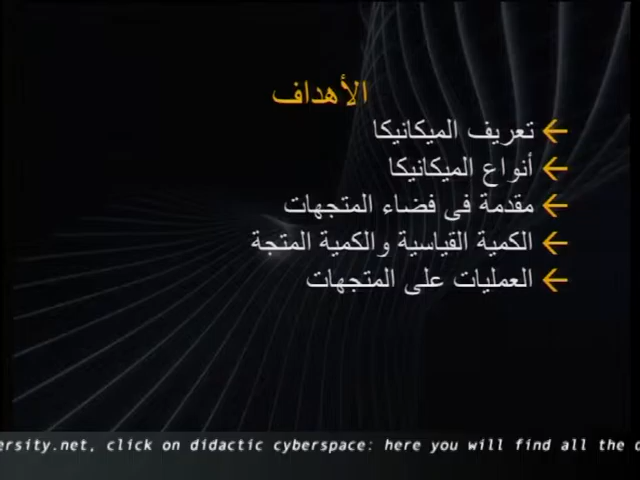 الأهداف
تعريف الميكانيكا
أنواع الميكانيكا
مقدمة فى فضاء المتجهات
الكمية القياسية والكمية المتجة
العمليات على المتجهات
ersity.net, click on didactic cyberspace: here you will find all the